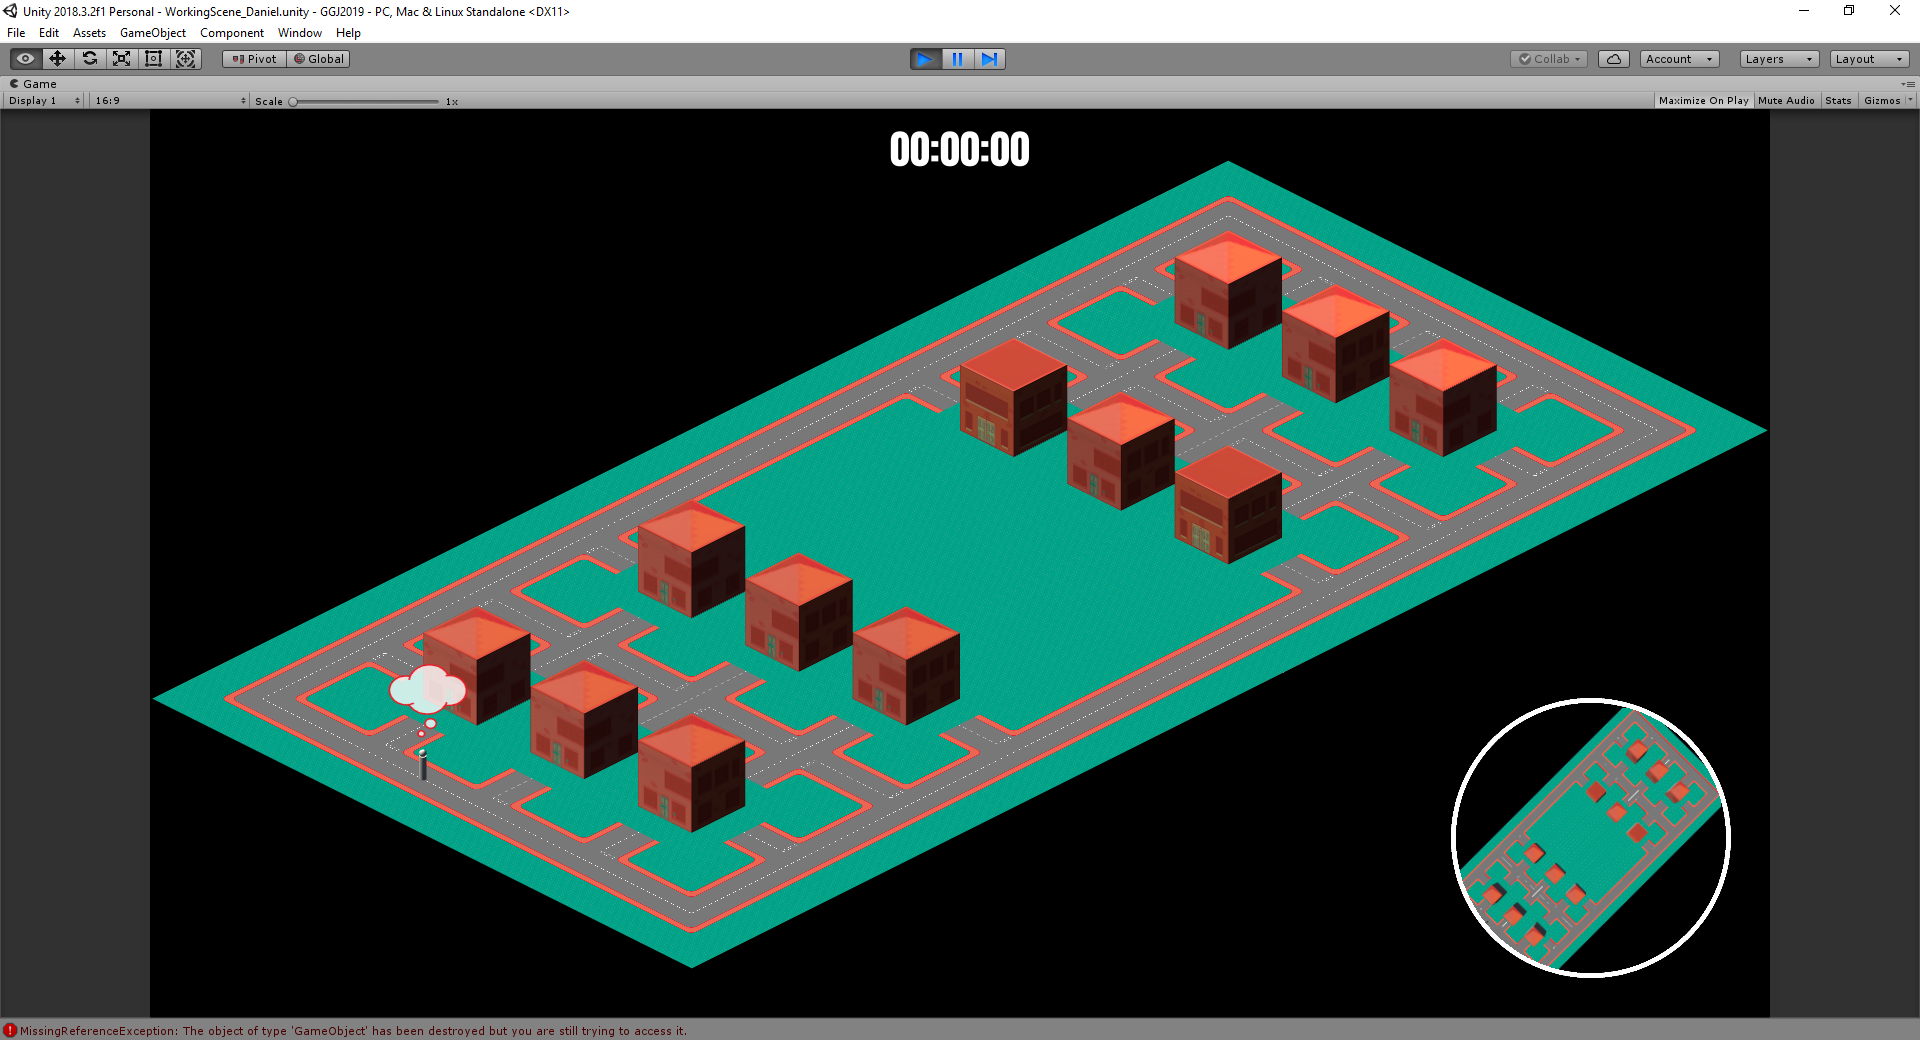 Unity 2018.3.2f1 Personal - WorkingScene_Daniel.unity - GGJ2019 - PC, Mac & Linux Standalone <DX11>
File Edit Assets GameObject Component Window Help
Pivot Global Collab Account Layers Layout
Game
Display 1 16:9 Scale 1x Maximize On Play Mute Audio Stats Gizmos
00:00:00
MissingReferenceException: The object of type 'GameObject' has been destroyed but you are still trying to access it.